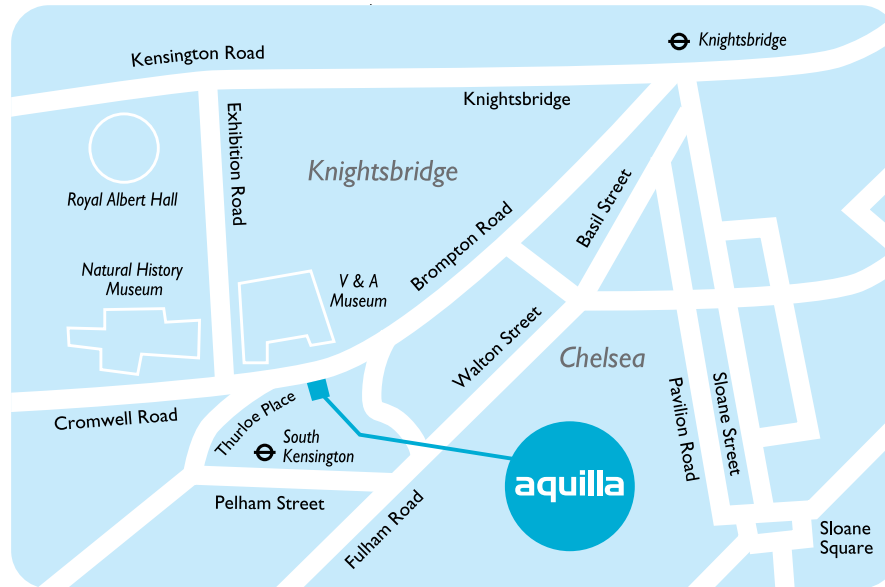 Kensington Road
Knightsbridge
Knightsbridge
Exhibition Road
Knightsbridge
Royal Albert Hall
Basil Street
Brompton Road
Natural History
Museum
V & A
Museum
Walton Street
Chelsea
Cromwell Road
Thurloe Place
Pavilion Road
Sloane Street
South
Kensington
aquilla
Pelham Street
Fulham Road
Sloane
Square